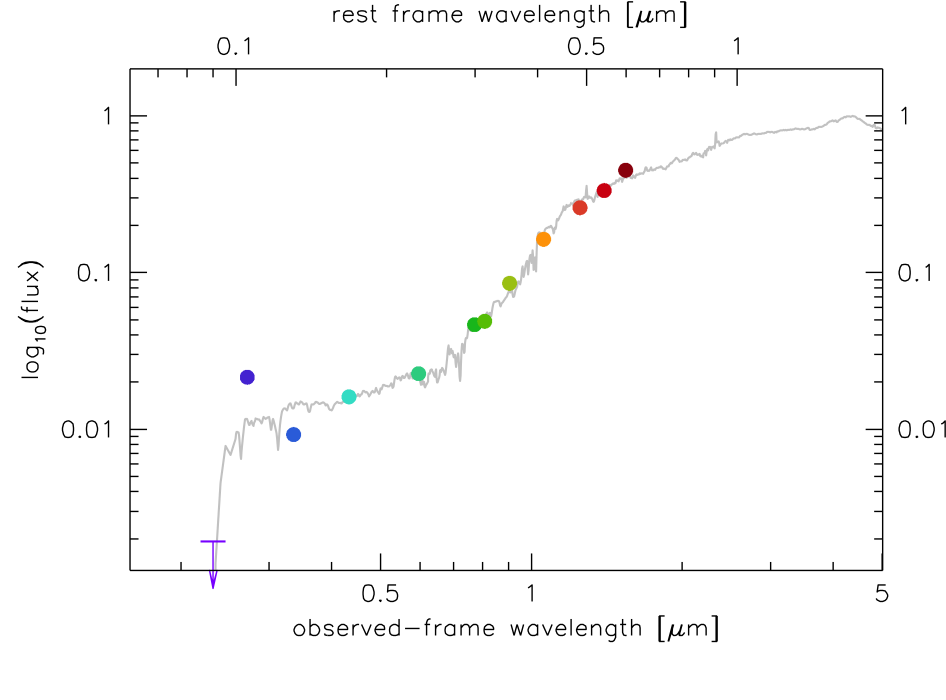 rest frame wavelength [μm]
0.1 0.5 1
1 1
0.1 0.1
0.01 0.01
log10(flux)
0.5 1 5
observed-frame wavelength [μm]